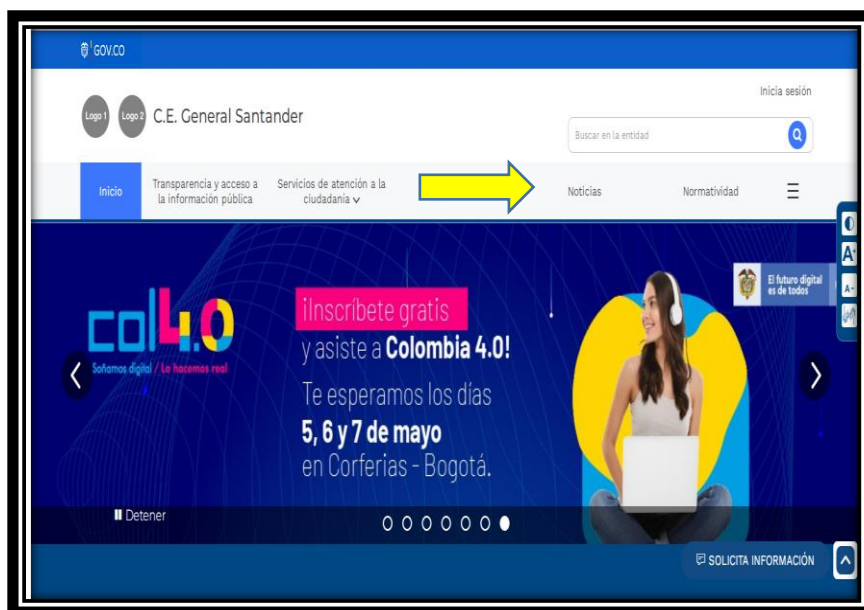 GOV.CO
Inicia sesión
Logo 1
Logo 2
C.E. General Santander
Buscar en la entidad
Inicio
Transparencia y acceso a
la información pública
Servicios de atención a la
ciudadanía
Noticias
Normatividad
A+
A-
El futuro digital
es de todos
col4.0
Soñamos digital / Lo hacemos real
¡Inscríbete gratis
y asiste a Colombia 4.0!
Te esperamos los días
5, 6 y 7 de mayo
en Corferias - Bogotá.
Detener
SOLICITA INFORMACIÓN